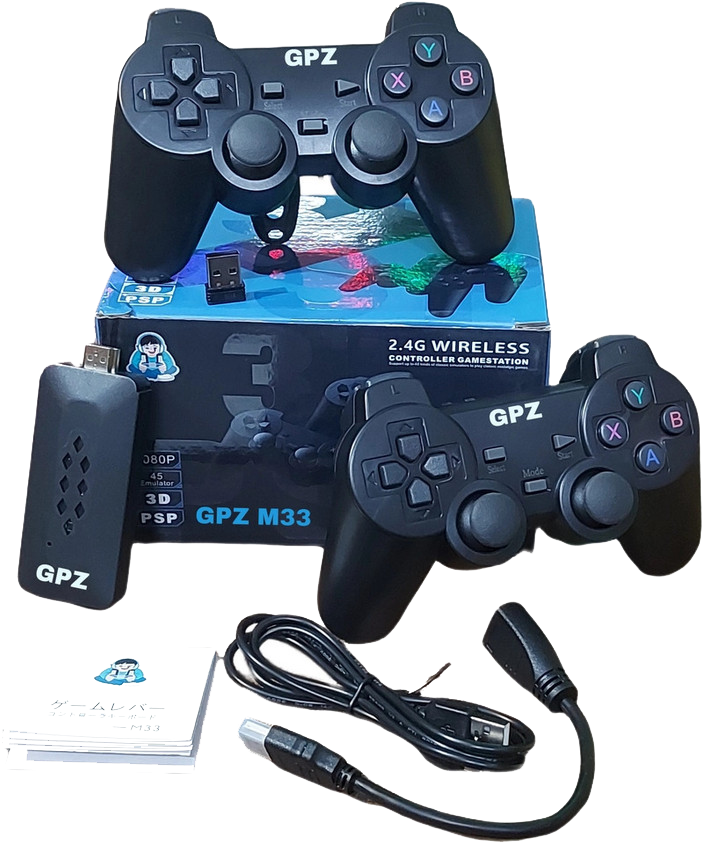 L
R
GPZ
Y
X
B
A
Select
Start
3D
PSP
2.4G WIRELESS
CONTROLLER GAMESTATION
3
L
R
GPZ
Y
X
B
A
Select
Mode
Start
080P
45
Emulator
3D
PSP
GPZ M33
GPZ
ゲームレバー
M33